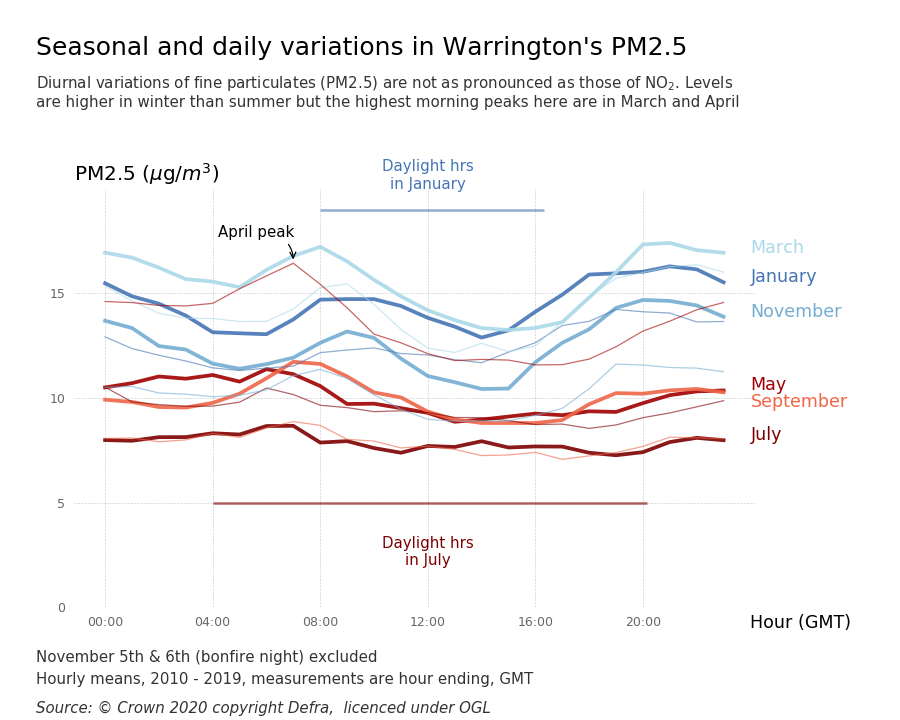 Seasonal and daily variations in Warrington's PM2.5
Diurnal variations of fine particulates (PM2.5) are not as pronounced as those of NO₂. Levels
are higher in winter than summer but the highest morning peaks here are in March and April
PM2.5 (μg/m³)
Daylight hrs
in January
April peak
March
January
November
May
September
July
15
10
5
0
Daylight hrs
in July
00:00 04:00 08:00 12:00 16:00 20:00
Hour (GMT)
November 5th & 6th (bonfire night) excluded
Hourly means, 2010 - 2019, measurements are hour ending, GMT
Source: © Crown 2020 copyright Defra, licenced under OGL